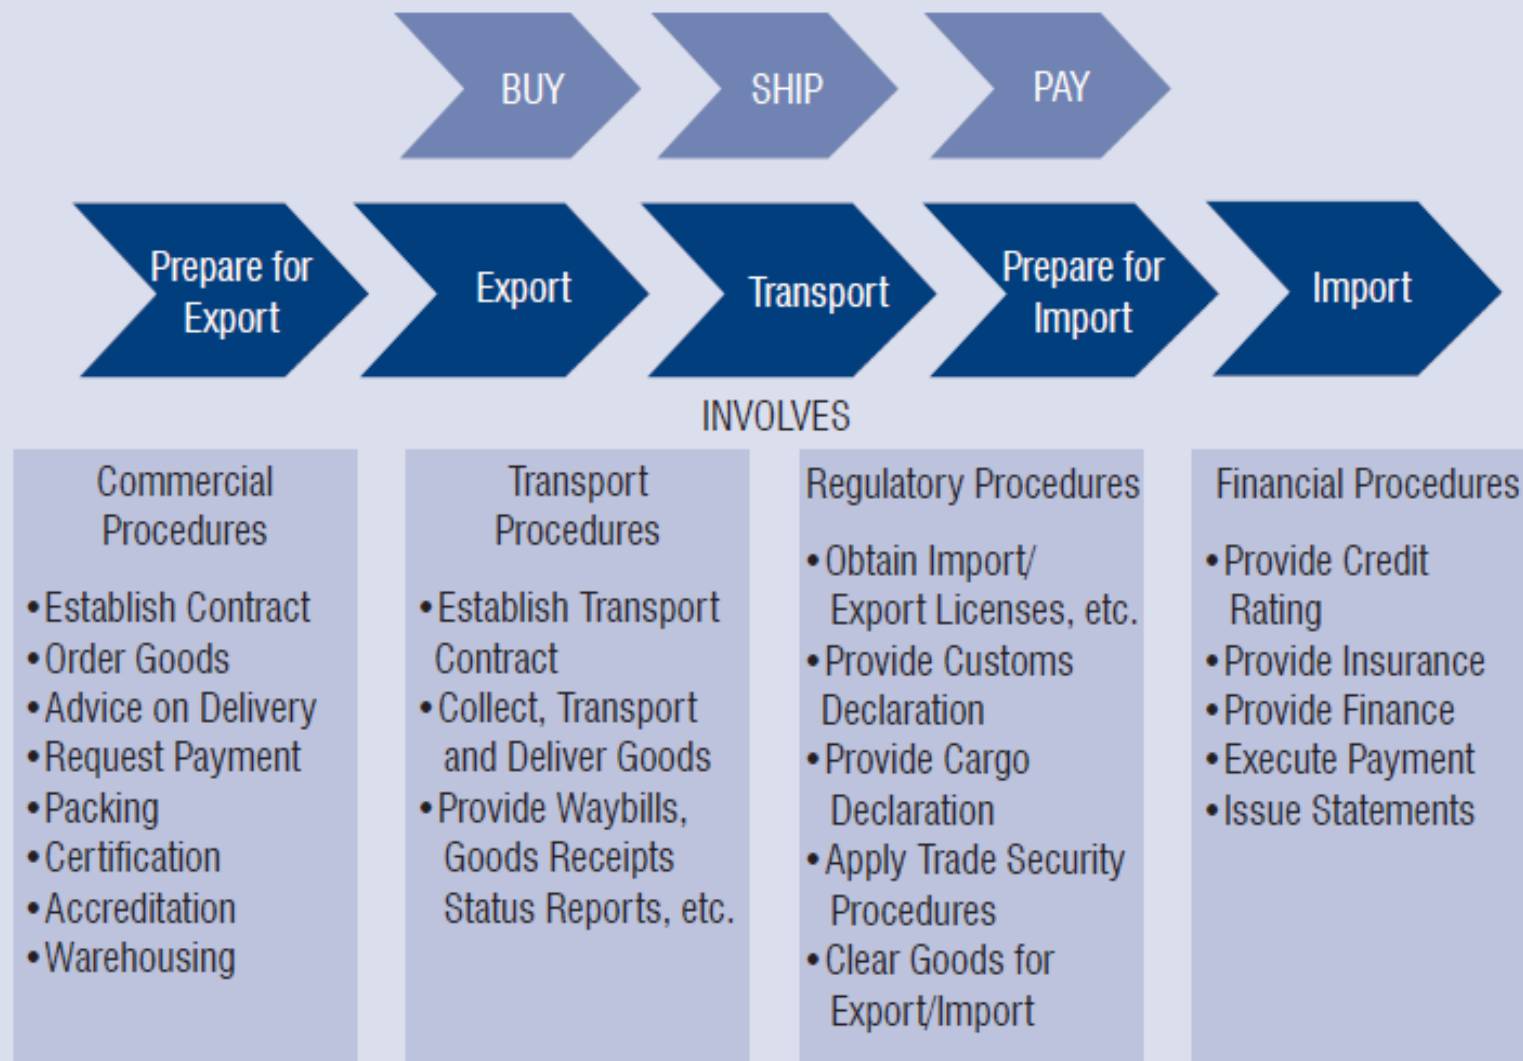 BUY
SHIP
PAY
Prepare for
Export
Export
Transport
Prepare for
Import
Import
INVOLVES
Commercial
Procedures
•Establish Contract
•Order Goods
•Advice on Delivery
•Request Payment
•Packing
•Certification
•Accreditation
•Warehousing
Transport
Procedures
•Establish Transport
Contract
•Collect, Transport
and Deliver Goods
•Provide Waybills,
Goods Receipts
Status Reports, etc.
Regulatory Procedures
•Obtain Import/
Export Licenses, etc.
•Provide Customs
Declaration
•Provide Cargo
Declaration
•Apply Trade Security
Procedures
•Clear Goods for
Export/Import
Financial Procedures
•Provide Credit
Rating
•Provide Insurance
•Provide Finance
•Execute Payment
•Issue Statements